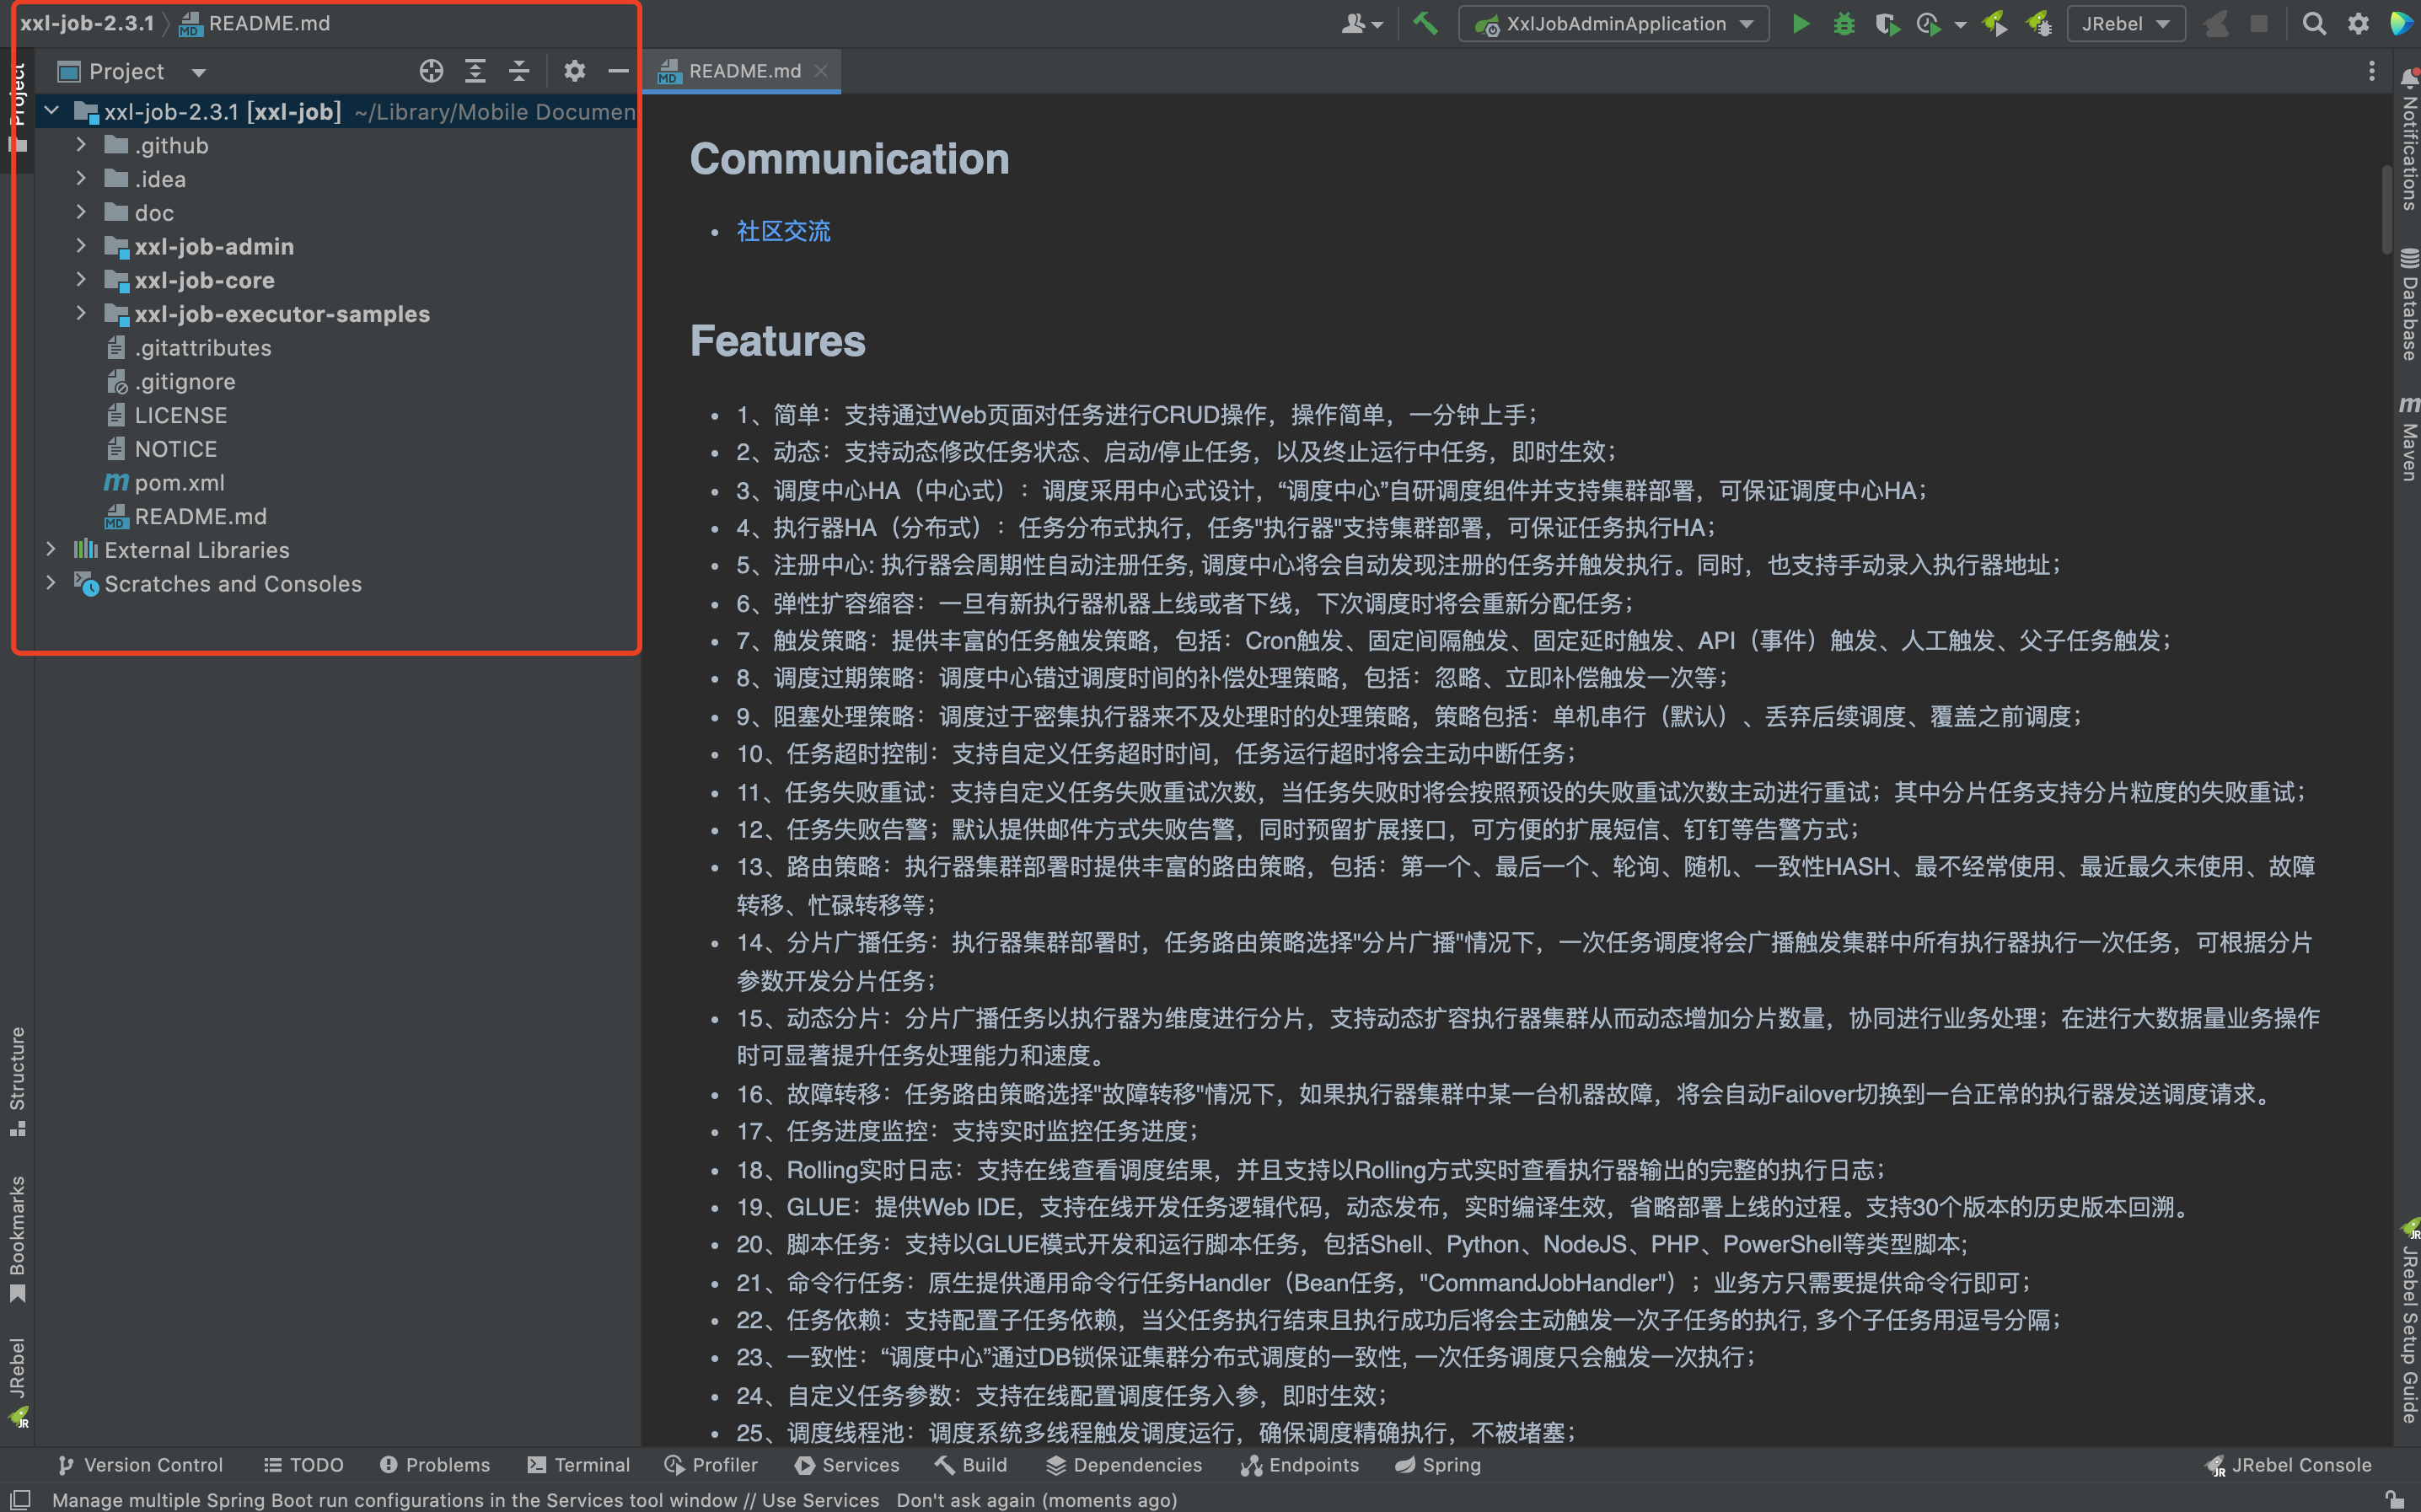 xxl-job-2.3.1 README.md
XxlJobAdminApplication JRebel
Project
README.md
Project
xxl-job-2.3.1 [xxl-job] ~/Library/Mobile Documen
.github
.idea
doc
xxl-job-admin
xxl-job-core
xxl-job-executor-samples
.gitattributes
.gitignore
LICENSE
NOTICE
pom.xml
README.md
External Libraries
Scratches and Consoles
Structure
Bookmarks
JRebel
Communication
• 社区交流
Features
• 1、简单：支持通过Web页面对任务进行CRUD操作，操作简单，一分钟上手；
• 2、动态：支持动态修改任务状态、启动/停止任务，以及终止运行中任务，即时生效；
• 3、调度中心HA（中心式）：调度采用中心式设计，“调度中心”自研调度组件并支持集群部署，可保证调度中心HA；
• 4、执行器HA（分布式）：任务分布式执行，任务"执行器"支持集群部署，可保证任务执行HA；
• 5、注册中心: 执行器会周期性自动注册任务, 调度中心将会自动发现注册的任务并触发执行。同时，也支持手动录入执行器地址；
• 6、弹性扩容缩容：一旦有新执行器机器上线或者下线，下次调度时将会重新分配任务；
• 7、触发策略：提供丰富的任务触发策略，包括：Cron触发、固定间隔触发、固定延时触发、API（事件）触发、人工触发、父子任务触发；
• 8、调度过期策略：调度中心错过调度时间的补偿处理策略，包括：忽略、立即补偿触发一次等；
• 9、阻塞处理策略：调度过于密集执行器来不及处理时的处理策略，策略包括：单机串行（默认）、丢弃后续调度、覆盖之前调度；
• 10、任务超时控制：支持自定义任务超时时间，任务运行超时将会主动中断任务；
• 11、任务失败重试：支持自定义任务失败重试次数，当任务失败时将会按照预设的失败重试次数主动进行重试；其中分片任务支持分片粒度的失败重试；
• 12、任务失败告警；默认提供邮件方式失败告警，同时预留扩展接口，可方便的扩展短信、钉钉等告警方式；
• 13、路由策略：执行器集群部署时提供丰富的路由策略，包括：第一个、最后一个、轮询、随机、一致性HASH、最不经常使用、最近最久未使用、故障
转移、忙碌转移等；
• 14、分片广播任务：执行器集群部署时，任务路由策略选择"分片广播"情况下，一次任务调度将会广播触发集群中所有执行器执行一次任务，可根据分片
参数开发分片任务；
• 15、动态分片：分片广播任务以执行器为维度进行分片，支持动态扩容执行器集群从而动态增加分片数量，协同进行业务处理；在进行大数据量业务操作
时可显著提升任务处理能力和速度。
• 16、故障转移：任务路由策略选择"故障转移"情况下，如果执行器集群中某一台机器故障，将会自动Failover切换到一台正常的执行器发送调度请求。
• 17、任务进度监控：支持实时监控任务进度；
• 18、Rolling实时日志：支持在线查看调度结果，并且支持以Rolling方式实时查看执行器输出的完整的执行日志；
• 19、GLUE：提供Web IDE，支持在线开发任务逻辑代码，动态发布，实时编译生效，省略部署上线的过程。支持30个版本的历史版本回溯。
• 20、脚本任务：支持以GLUE模式开发和运行脚本任务，包括Shell、Python、NodeJS、PHP、PowerShell等类型脚本;
• 21、命令行任务：原生提供通用命令行任务Handler（Bean任务，"CommandJobHandler"）；业务方只需要提供命令行即可；
• 22、任务依赖：支持配置子任务依赖，当父任务执行结束且执行成功后将会主动触发一次子任务的执行, 多个子任务用逗号分隔；
• 23、一致性：“调度中心”通过DB锁保证集群分布式调度的一致性, 一次任务调度只会触发一次执行；
• 24、自定义任务参数：支持在线配置调度任务入参，即时生效；
• 25、调度线程池：调度系统多线程触发调度运行，确保调度精确执行，不被堵塞；
Notifications
Database
Maven
JRebel Setup Guide
Version Control TODO Problems Terminal Profiler Services Build Dependencies Endpoints Spring JRebel Console
Manage multiple Spring Boot run configurations in the Services tool window // Use Services Don't ask again (moments ago)